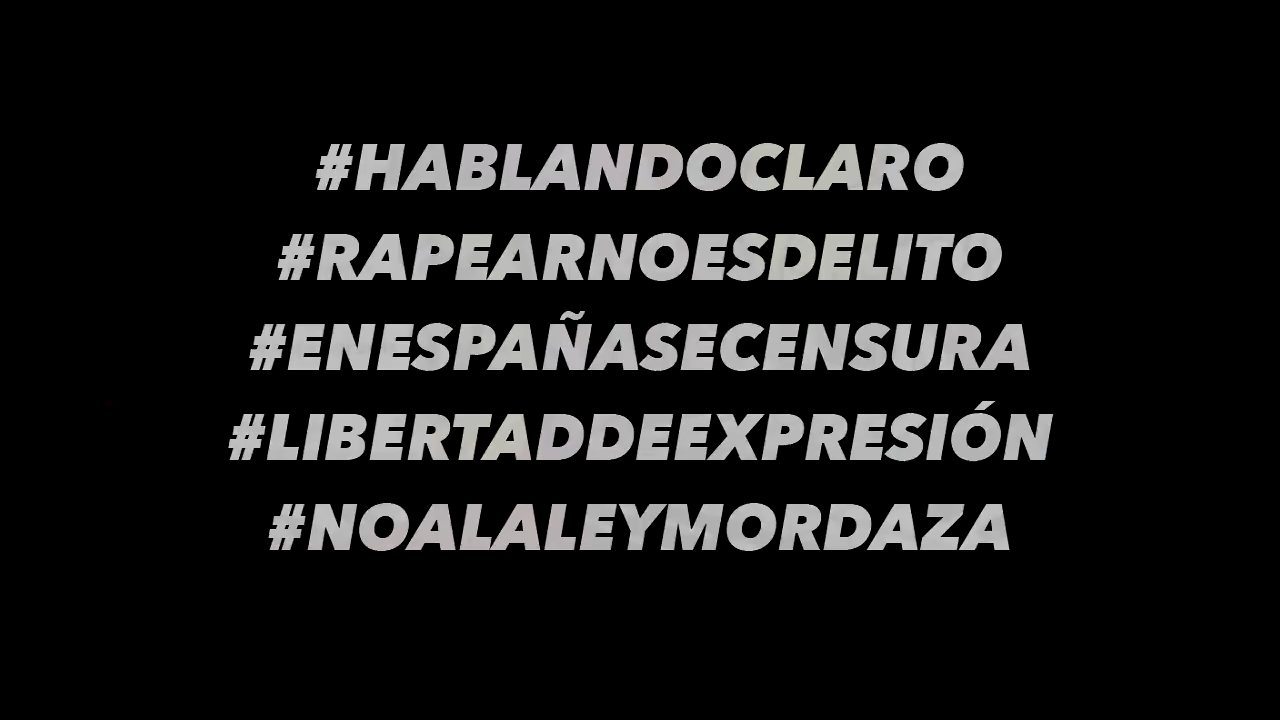 #HABLANDOCLARO
#RAPEARNOESDELITO
#ENESPAÑASECENSURA
#LIBERTADDEEXPRESIÓN
#NOALALEYMORDAZA